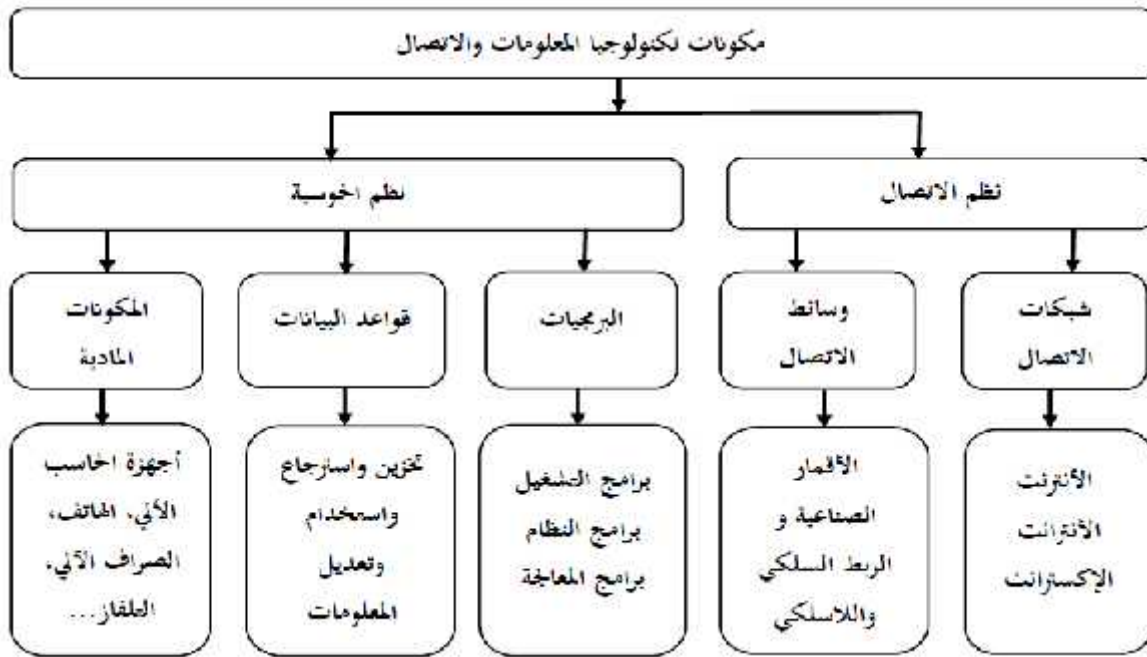 مكونات تكنولوجيا المعلومات والاتصال
نظم الاتصال
نظم الحوسبة
شبكات
الاتصال
وسائط
الاتصال
البرمجيات
قواعد البيانات
المكونات
المادية
الأنترنت
الأنترانت
الإكسترانت
الأقمار
الصناعية و
الربط السلكي
واللاسلكي
برامج التشغيل
برامج النظام
برامج المعالجة
تخزين واسترجاع
واستخدام
وتعديل
المعلومات
أجهزة الحاسب
الآلي، الهاتف،
الصراف الآلي،
التلفاز...